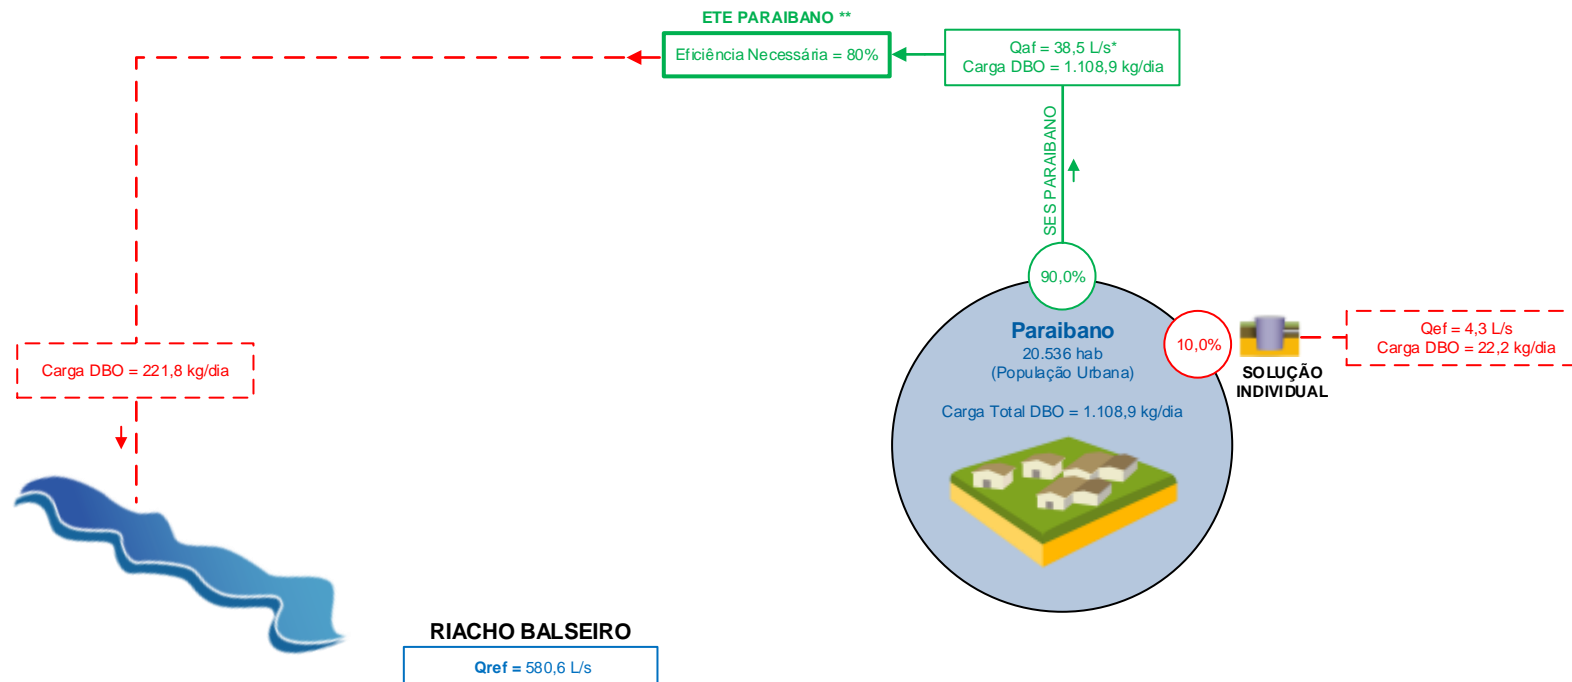 ETE PARAIBANO **
Eficiência Necessária = 80%
Qaf = 38,5 L/s*
Carga DBO = 1.108,9 kg/dia
SES PARAIBANO
90,0%
Paraibano
20.536 hab
(População Urbana)
Carga Total DBO = 1.108,9 kg/dia
10,0%
SOLUÇÃO
INDIVIDUAL
Qef = 4,3 L/s
Carga DBO = 22,2 kg/dia
Carga DBO = 221,8 kg/dia
RIACHO BALSEIRO
Qref = 580,6 L/s